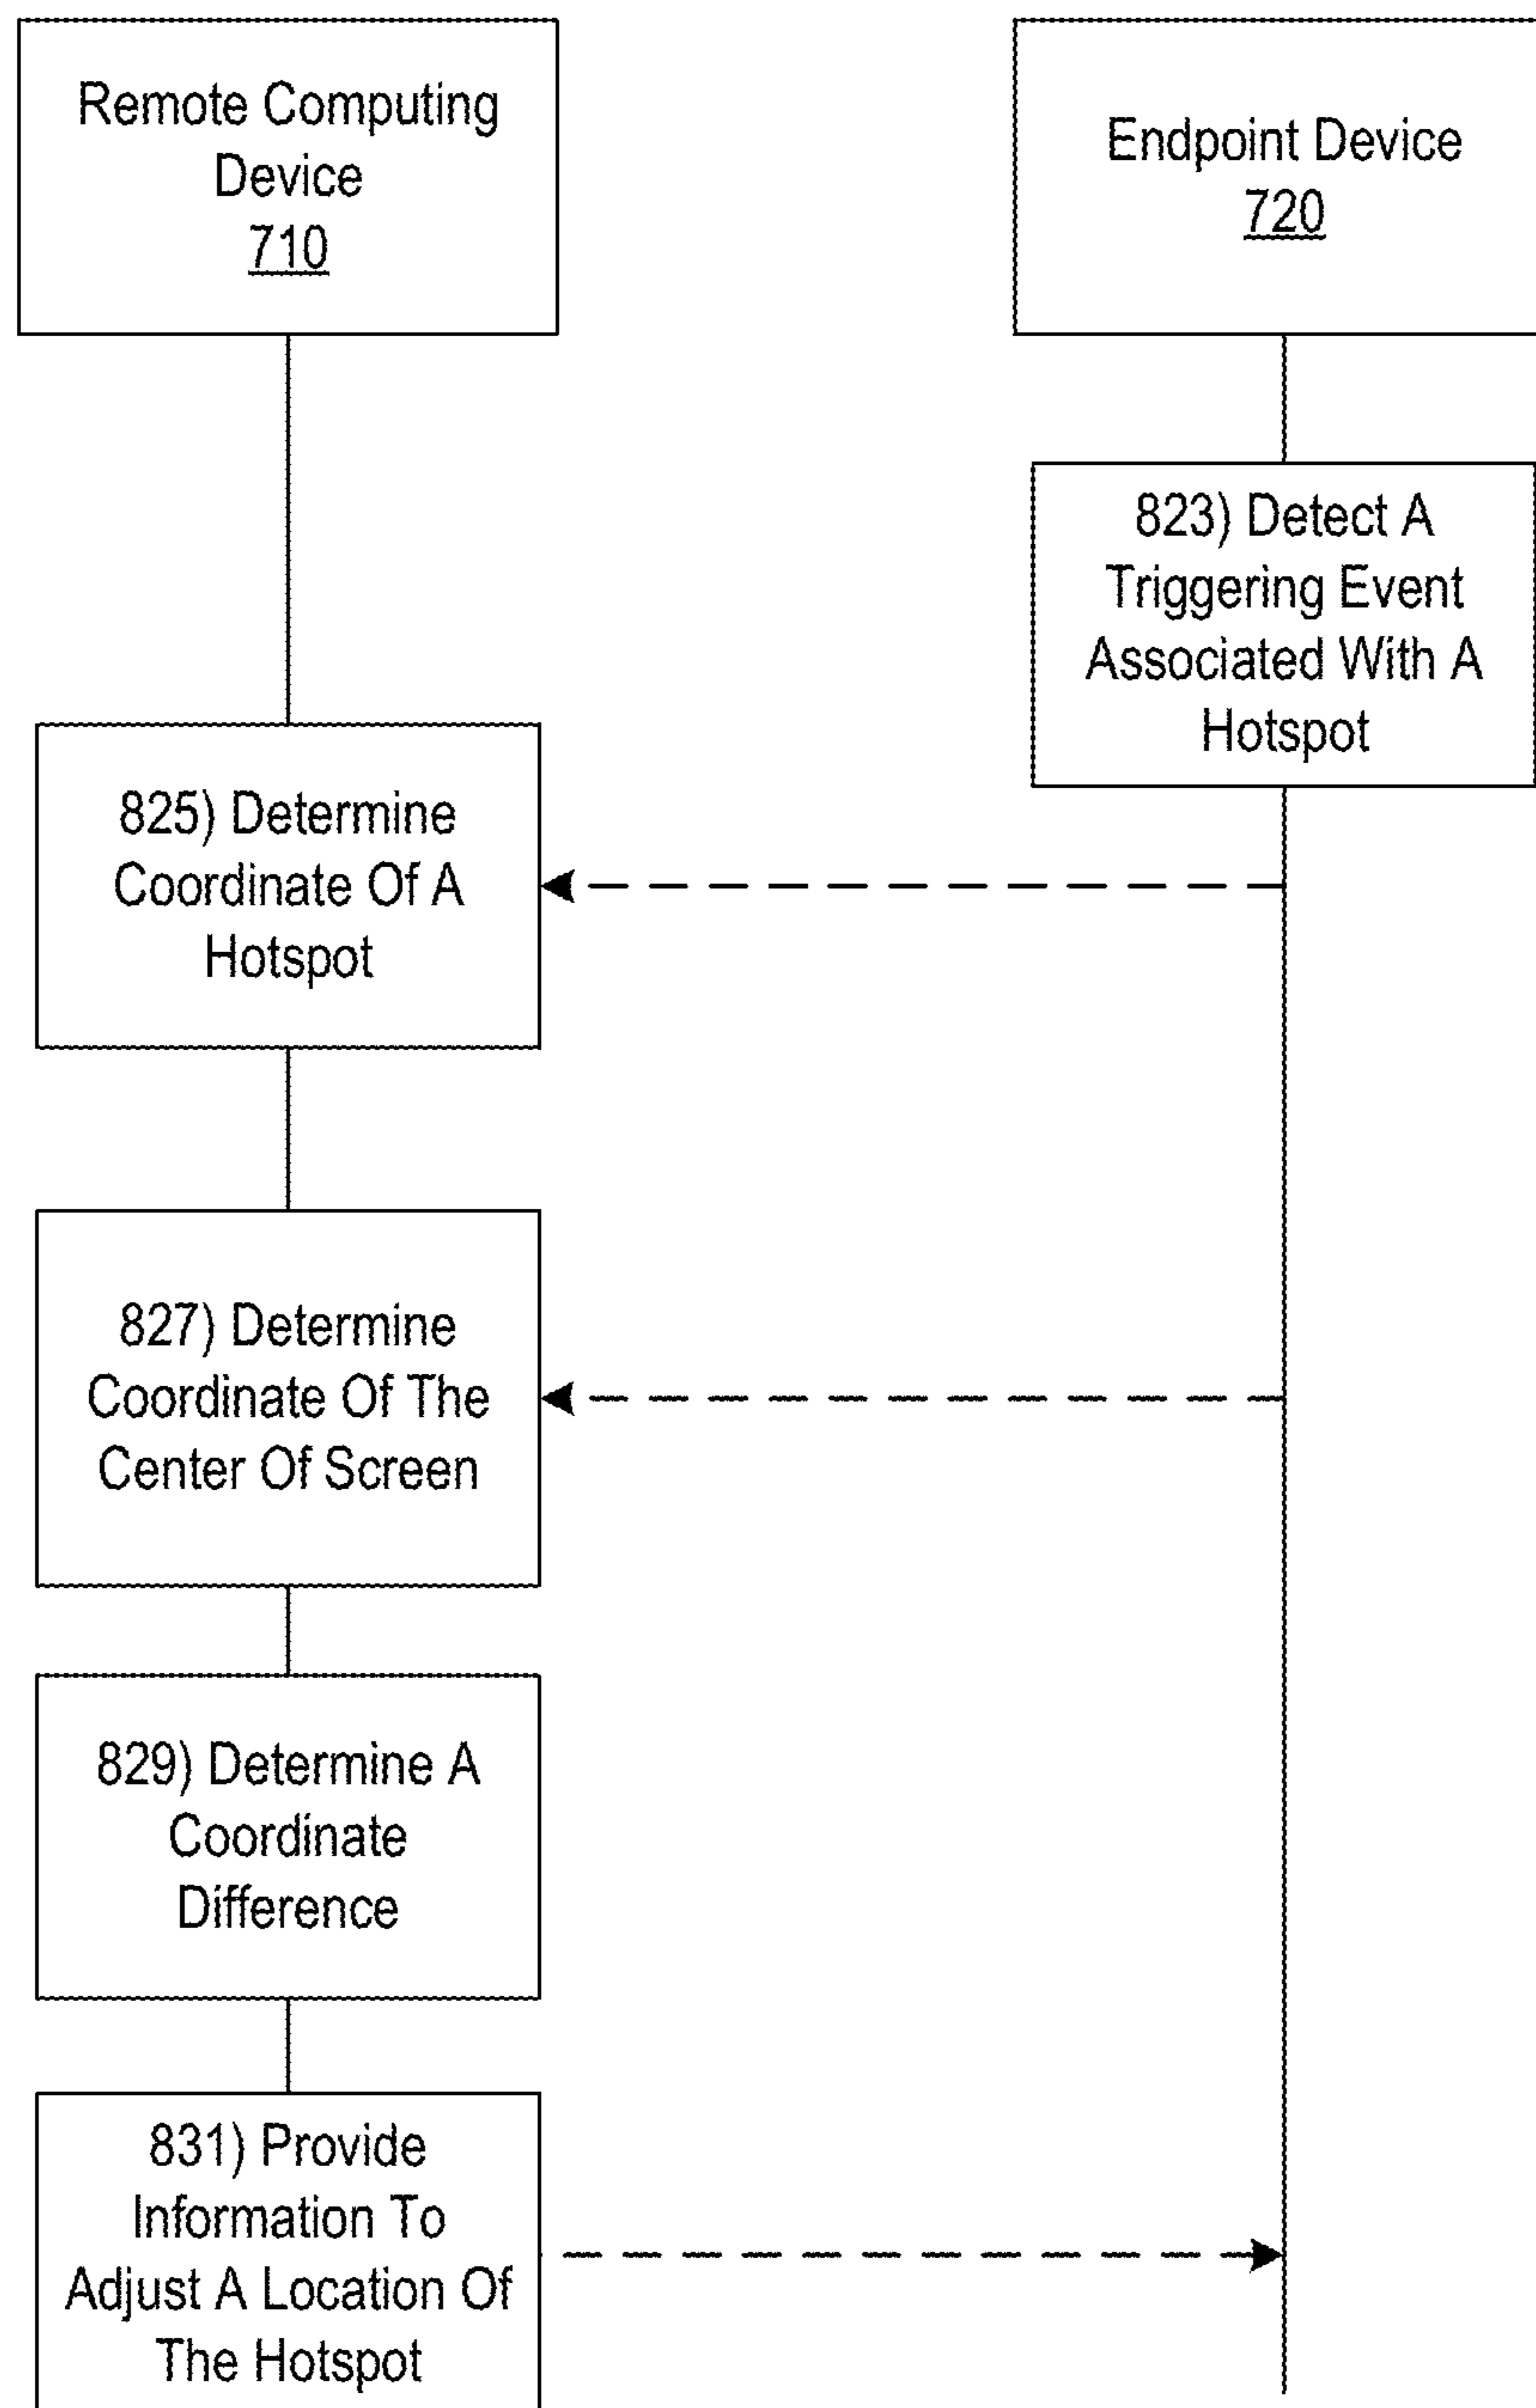 Remote Computing
Device
710
Endpoint Device
720
823) Detect A
Triggering Event
Associated With A
Hotspot
825) Determine
Coordinate Of A
Hotspot
827) Determine
Coordinate Of The
Center Of Screen
829) Determine A
Coordinate
Difference
831) Provide
Information To
Adjust A Location Of
The Hotspot